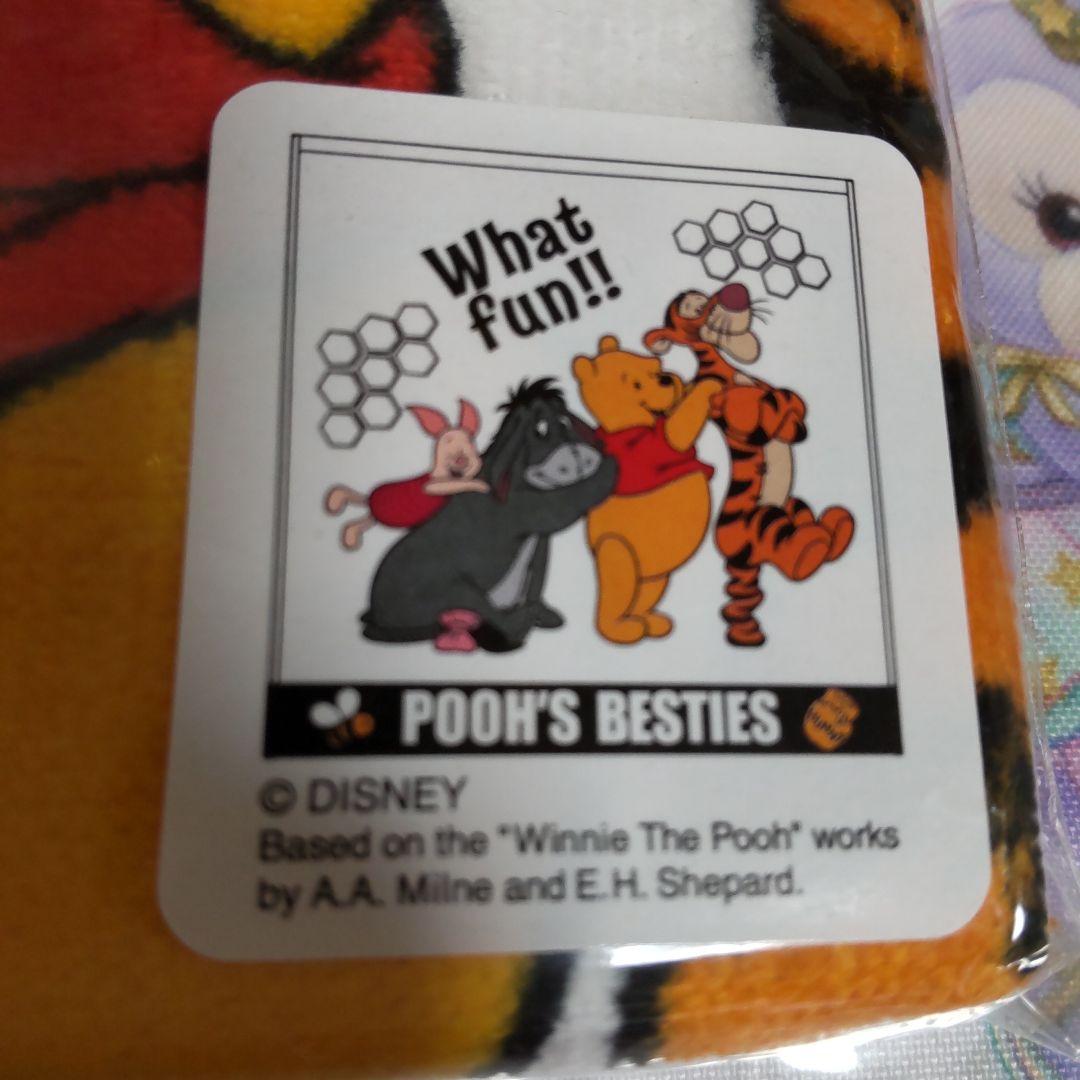 What
fun!!
POOH'S BESTIES
© DISNEY
Based on the "Winnie The Pooh" works
by A.A. Milne and E.H. Shepard.